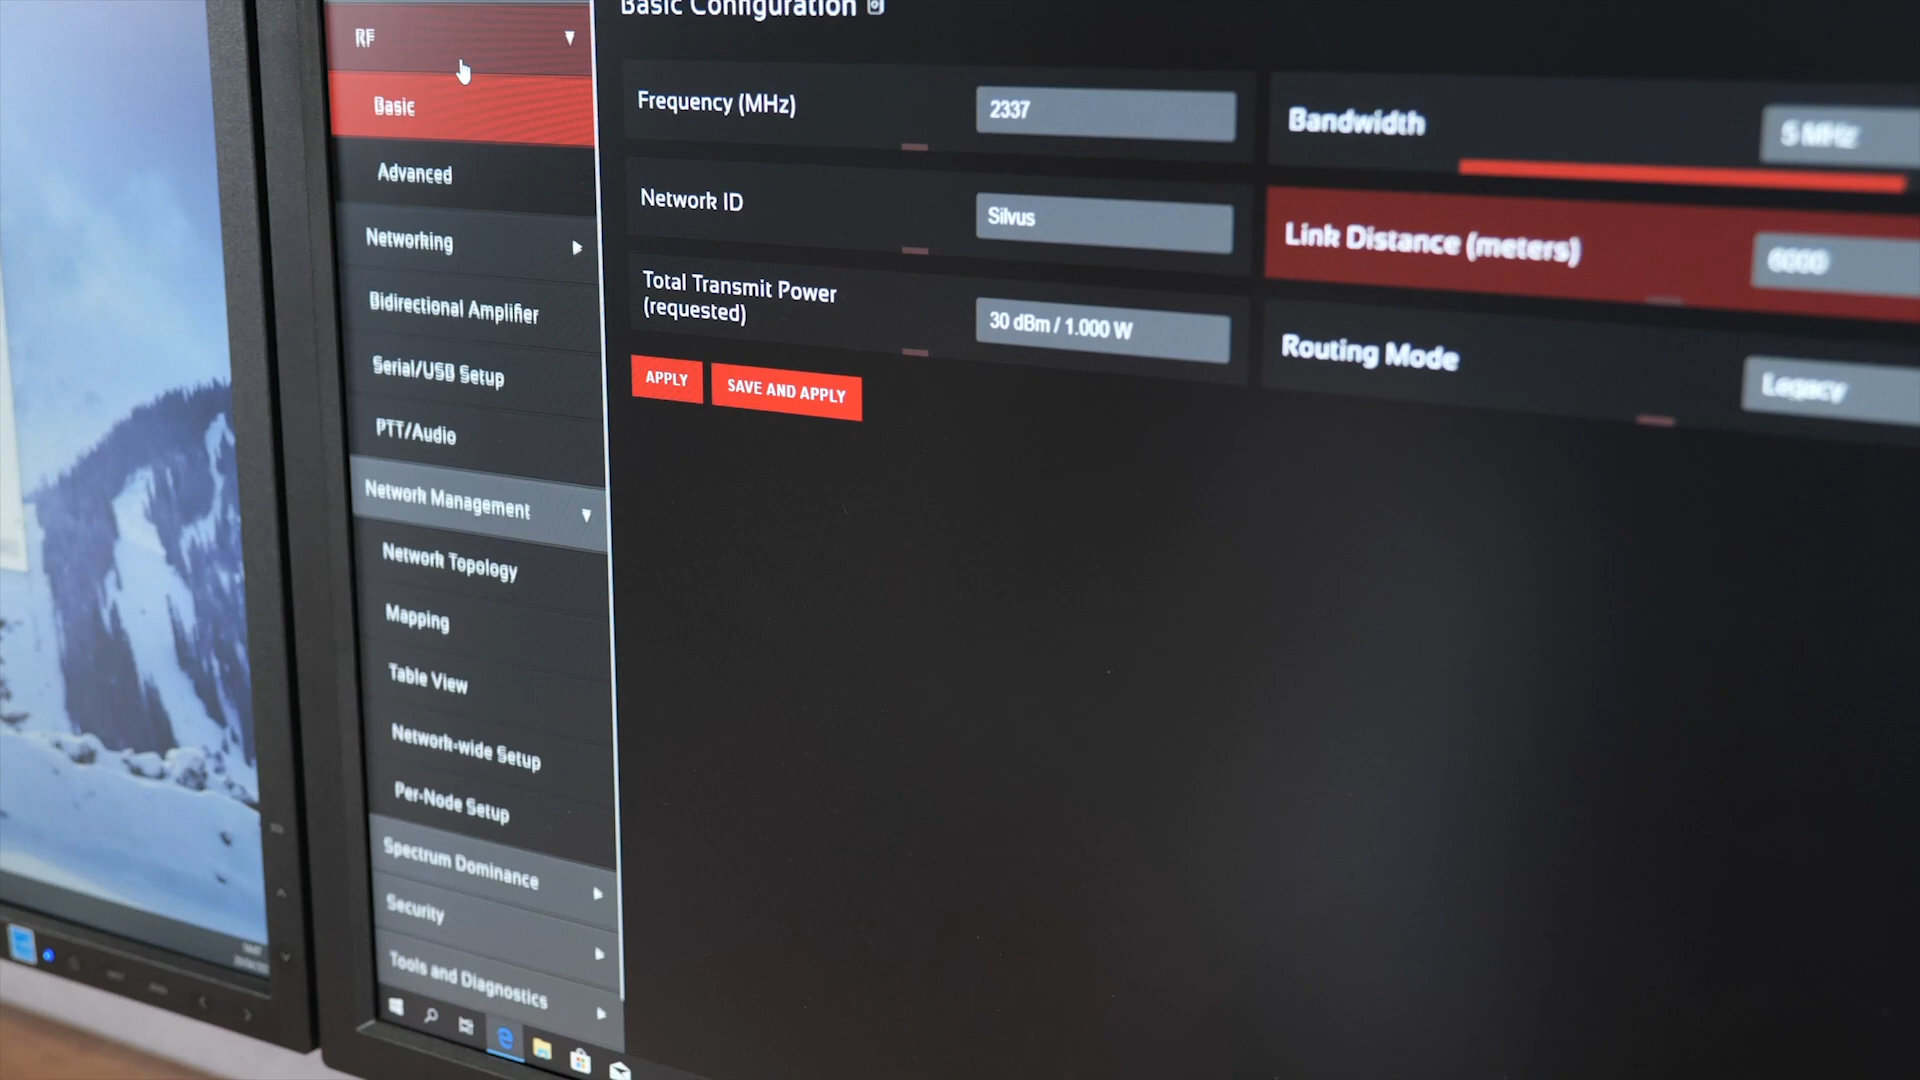 Basic Configuration
RF
Basic
Advanced
Networking
Bidirectional Amplifier
Serial/USB Setup
PTT/Audio
Network Management
Network Topology
Mapping
Table View
Network-wide Setup
Per-Node Setup
Spectrum Dominance
Security
Tools and Diagnostics
Frequency (MHz)
2337
Network ID
Silvus
Total Transmit Power
(requested)
30 dBm / 1.000 W
APPLY
SAVE AND APPLY
Bandwidth
5 MHz
Link Distance (meters)
6000
Routing Mode
Legacy